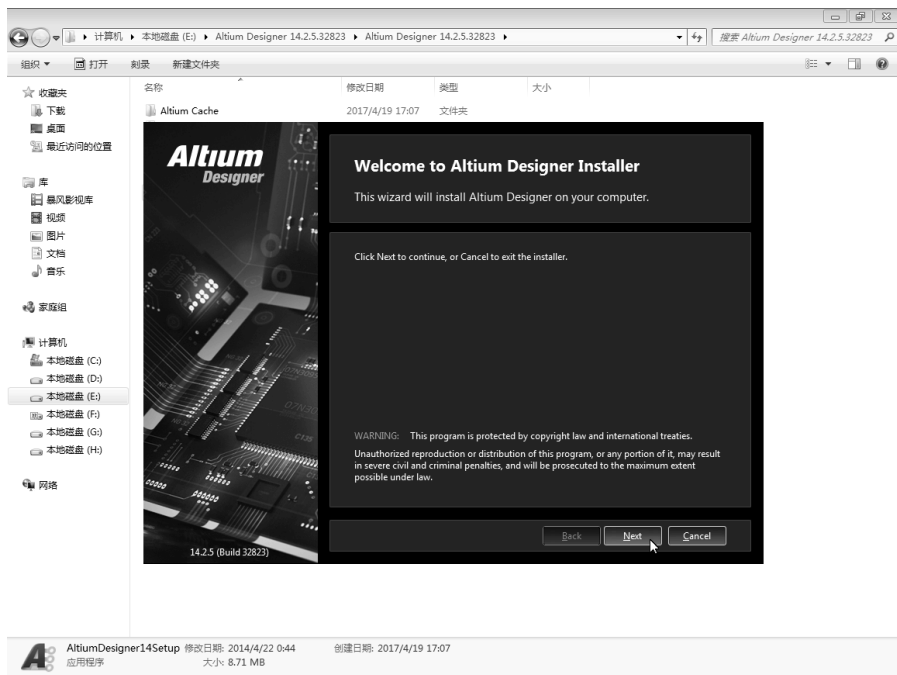 计算机 ▸ 本地磁盘 (E:) ▸ Altium Designer 14.2.5.32823 ▸ Altium Designer 14.2.5.32823 ▸
搜索 Altium Designer 14.2.5.32823
组织 打开 刻录 新建文件夹
名称 修改日期 类型 大小
Altium Cache 2017/4/19 17:07 文件夹
收藏夹
下载
桌面
最近访问的位置
库
暴风影视库
视频
图片
文档
音乐
家庭组
计算机
本地磁盘 (C:)
本地磁盘 (D:)
本地磁盘 (E:)
本地磁盘 (F:)
本地磁盘 (G:)
本地磁盘 (H:)
网络
Altium
Designer
14.2.5 (Build 32823)
Welcome to Altium Designer Installer
This wizard will install Altium Designer on your computer.
Click Next to continue, or Cancel to exit the installer.
WARNING: This program is protected by copyright law and international treaties.
Unauthorized reproduction or distribution of this program, or any portion of it, may result
in severe civil and criminal penalties, and will be prosecuted to the maximum extent
possible under law.
Back Next Cancel
AltiumDesigner14Setup 修改日期: 2014/4/22 0:44 创建日期: 2017/4/19 17:07
应用程序 大小: 8.71 MB